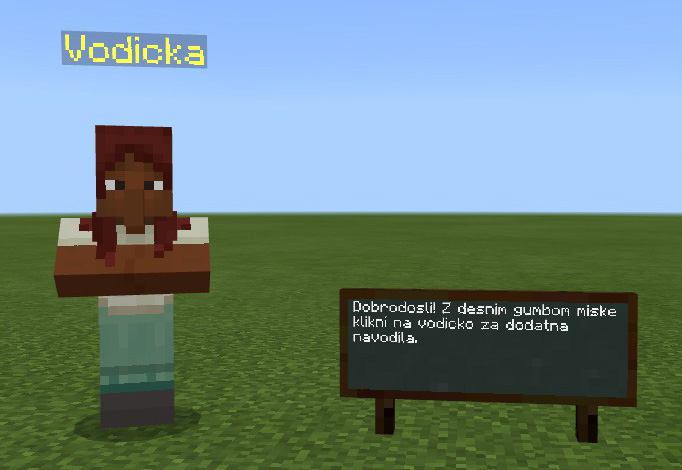 Vodicka
Dobrodosli! Z desnim gumbom miske
klikni na vodicko za dodatna
navodila.